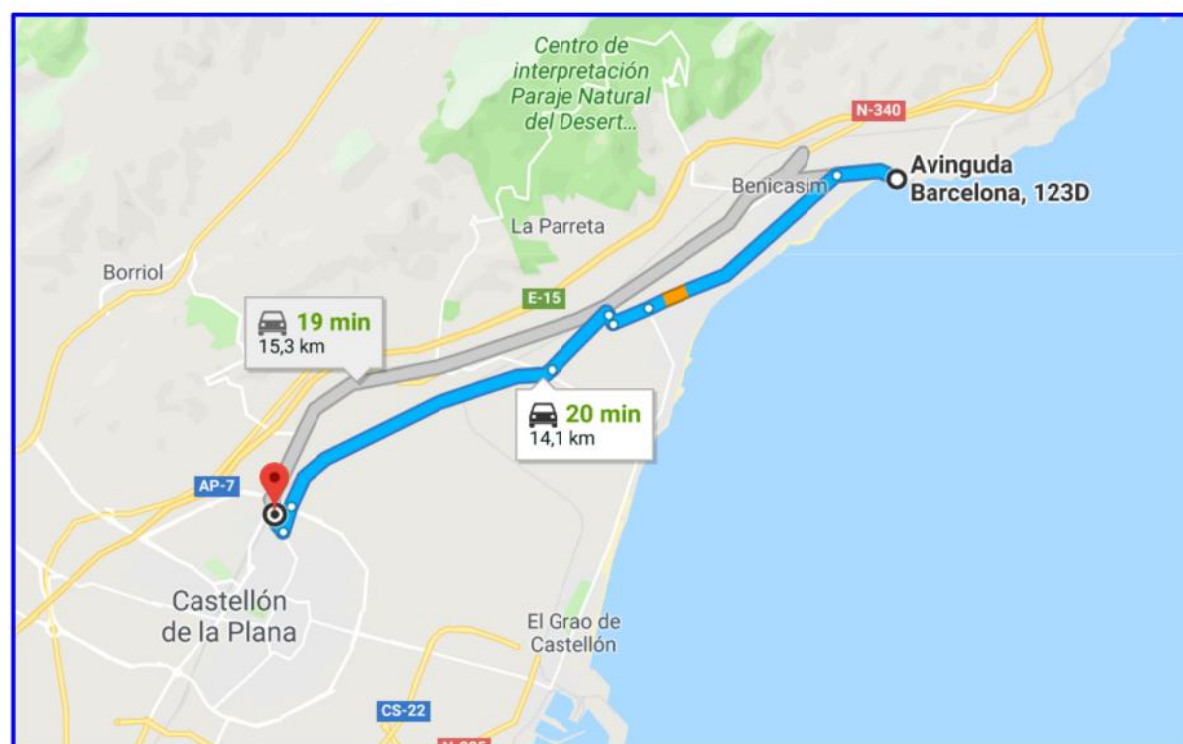 Centro de
interpretación
Paraje Natural
del Desert...
N-340
Avinguda
Barcelona, 123D
Benicasim
La Parreta
Borriol
E-15
19 min
15,3 km
20 min
14,1 km
AP-7
Castellón
de la Plana
El Grao de
Castellón
CS-22